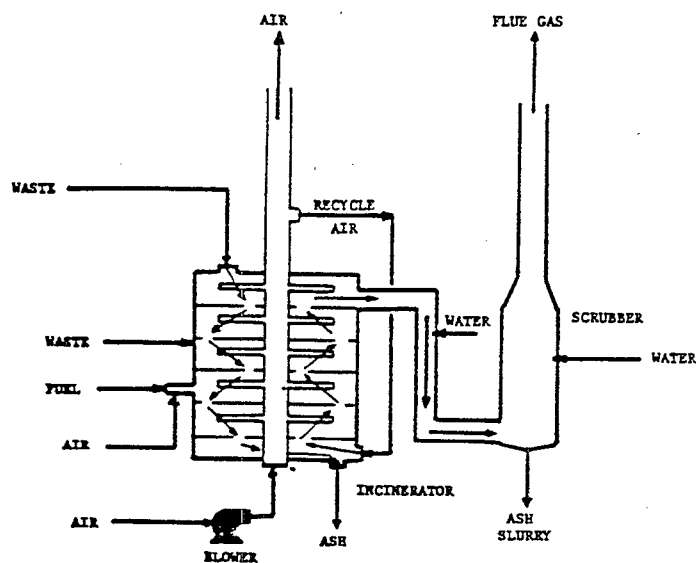 AIR
FLUE GAS
WASTE
RECYCLE
AIR
WATER
SCRUBBER
WASTE
WATER
FUEL
AIR
INCINERATOR
AIR
BLOWER
ASH
ASH
SLURRY